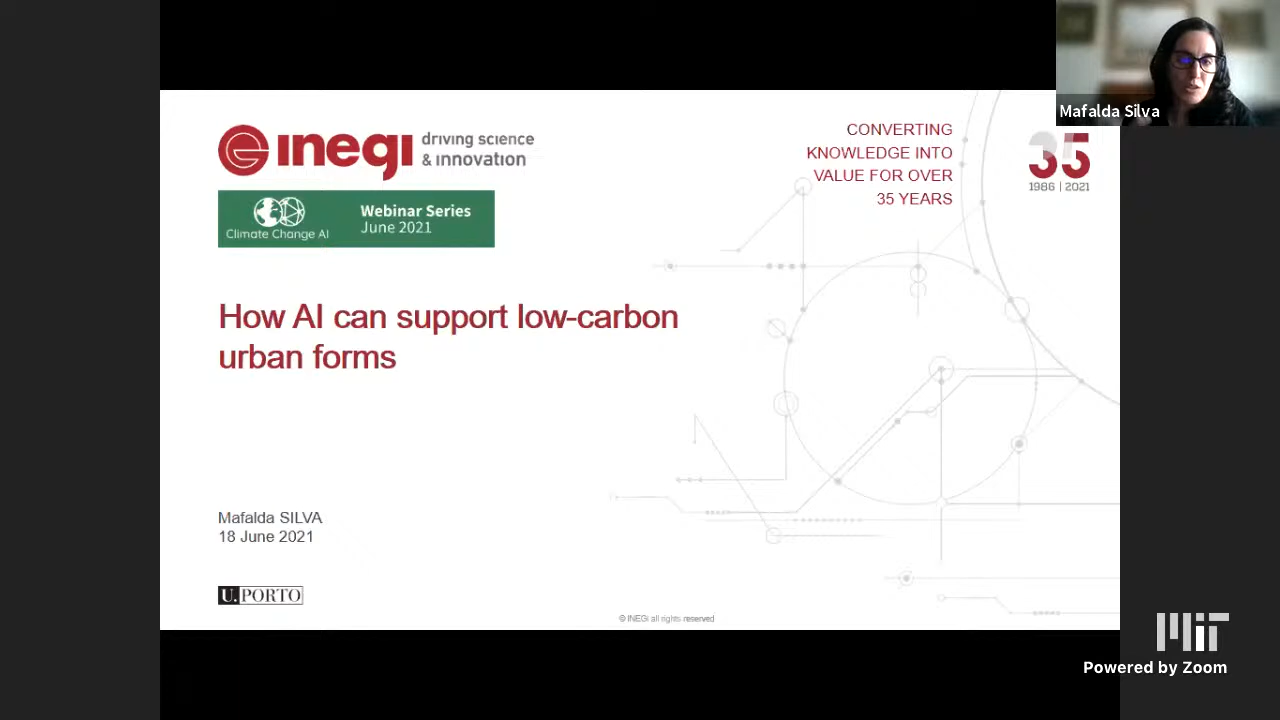 Mafalda Silva
inegi driving science
& innovation
CONVERTING
KNOWLEDGE INTO
VALUE FOR OVER
35 YEARS
35
1986 | 2021
Climate Change AI
Webinar Series
June 2021
How AI can support low-carbon
urban forms
Mafalda SILVA
18 June 2021
U.PORTO
© INEGI all rights reserved
MIT
Powered by Zoom